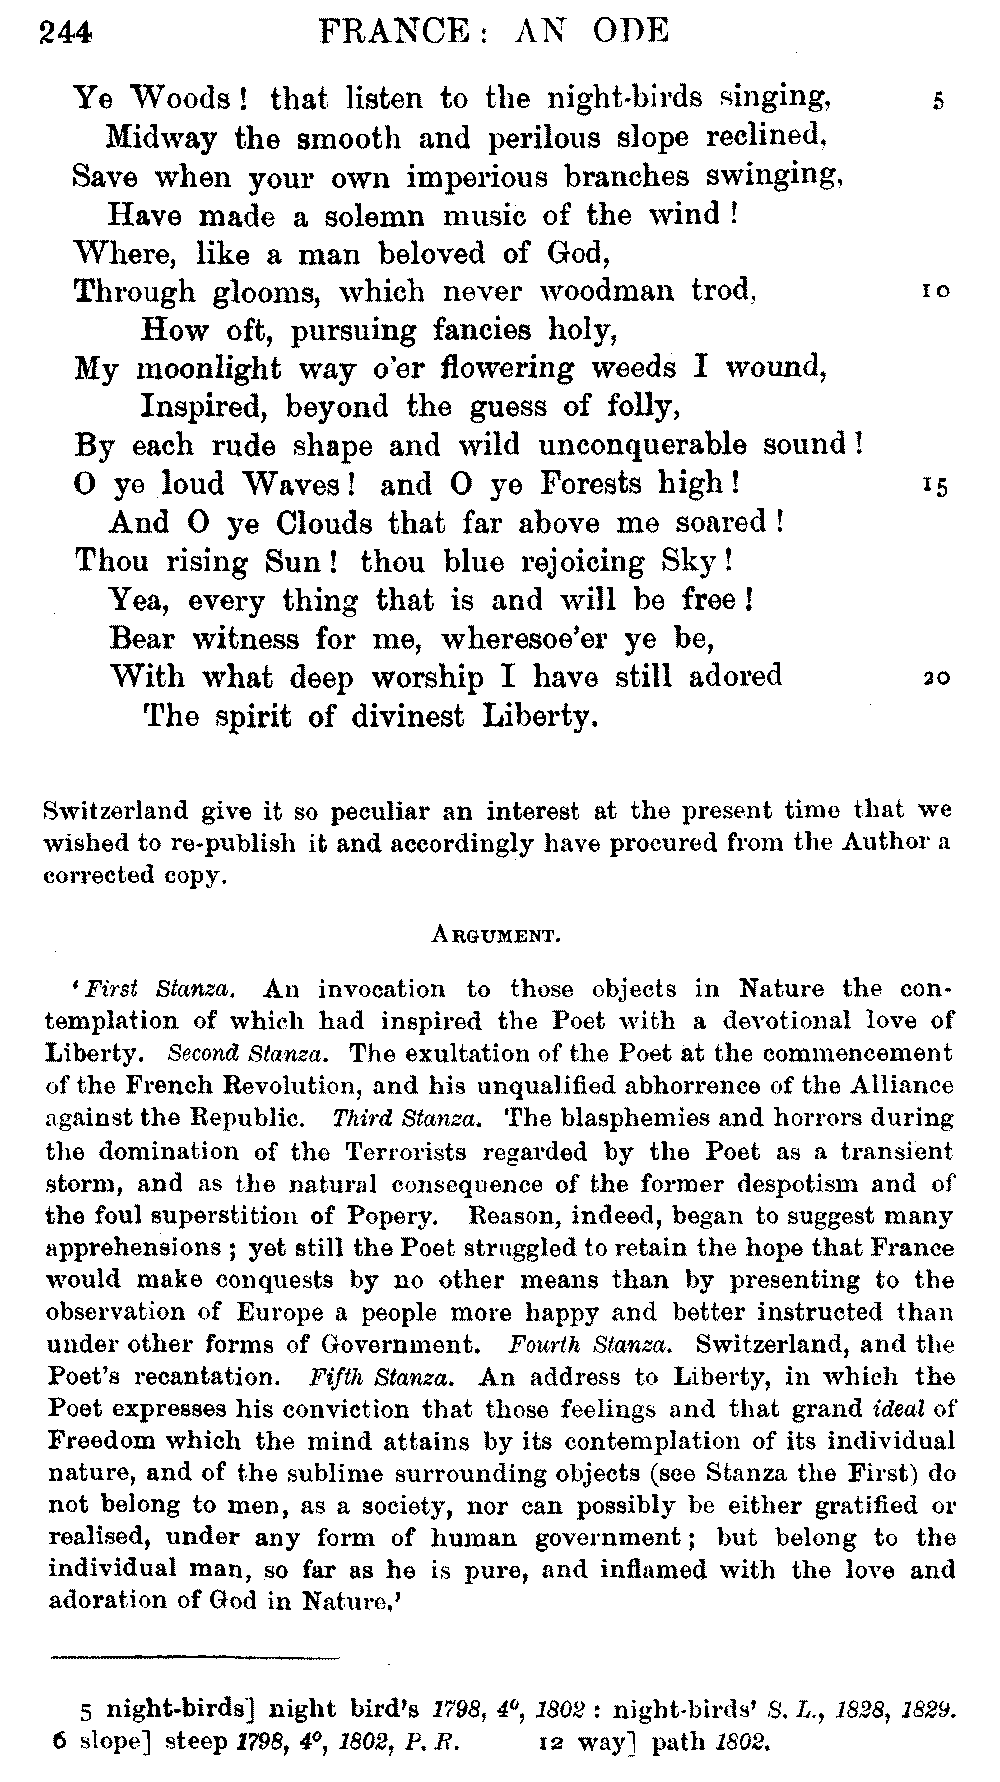 244 FRANCE: AN ODE
Ye Woods! that listen to the night-birds singing, 5
Midway the smooth and perilous slope reclined,
Save when your own imperious branches swinging,
Have made a solemn music of the wind!
Where, like a man beloved of God,
Through glooms, which never woodman trod, 10
How oft, pursuing fancies holy,
My moonlight way o'er flowering weeds I wound,
Inspired, beyond the guess of folly,
By each rude shape and wild unconquerable sound!
O ye loud Waves! and O ye Forests high! 15
And O ye Clouds that far above me soared!
Thou rising Sun! thou blue rejoicing Sky!
Yea, every thing that is and will be free!
Bear witness for me, wheresoe'er ye be,
With what deep worship I have still adored 20
The spirit of divinest Liberty.
Switzerland give it so peculiar an interest at the present time that we
wished to re-publish it and accordingly have procured from the Author a
corrected copy.
ARGUMENT.
'First Stanza. An invocation to those objects in Nature the con-
templation of which had inspired the Poet with a devotional love of
Liberty. Second Stanza. The exultation of the Poet at the commencement
of the French Revolution, and his unqualified abhorrence of the Alliance
against the Republic. Third Stanza. The blasphemies and horrors during
the domination of the Terrorists regarded by the Poet as a transient
storm, and as the natural consequence of the former despotism and of
the foul superstition of Popery. Reason, indeed, began to suggest many
apprehensions; yet still the Poet struggled to retain the hope that France
would make conquests by no other means than by presenting to the
observation of Europe a people more happy and better instructed than
under other forms of Government. Fourth Stanza. Switzerland, and the
Poet's recantation. Fifth Stanza. An address to Liberty, in which the
Poet expresses his conviction that those feelings and that grand ideal of
Freedom which the mind attains by its contemplation of its individual
nature, and of the sublime surrounding objects (see Stanza the First) do
not belong to men, as a society, nor can possibly be either gratified or
realised, under any form of human government; but belong to the
individual man, so far as he is pure, and inflamed with the love and
adoration of God in Nature.'
5 night-birds] night bird's 1798, 4º, 1802: night-birds' S. L., 1828, 1829.
6 slope] steep 1798, 4º, 1802, P. R. 12 way] path 1802.